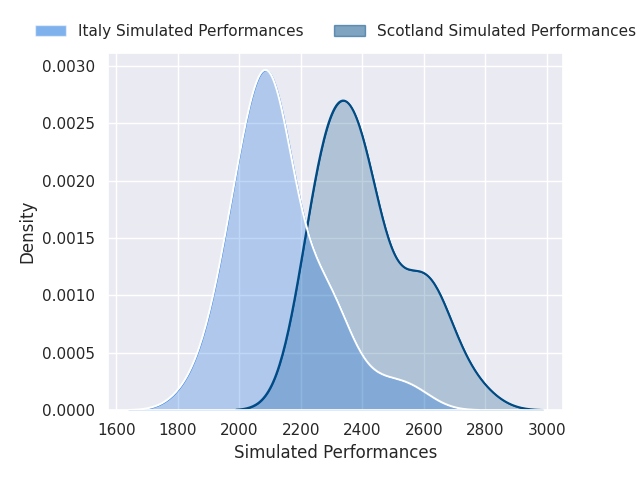 Italy Simulated Performances Scotland Simulated Performances
0.0030
0.0025
0.0020
0.0015
0.0010
0.0005
0.0000
Density
1600 1800 2000 2200 2400 2600 2800 3000
Simulated Performances